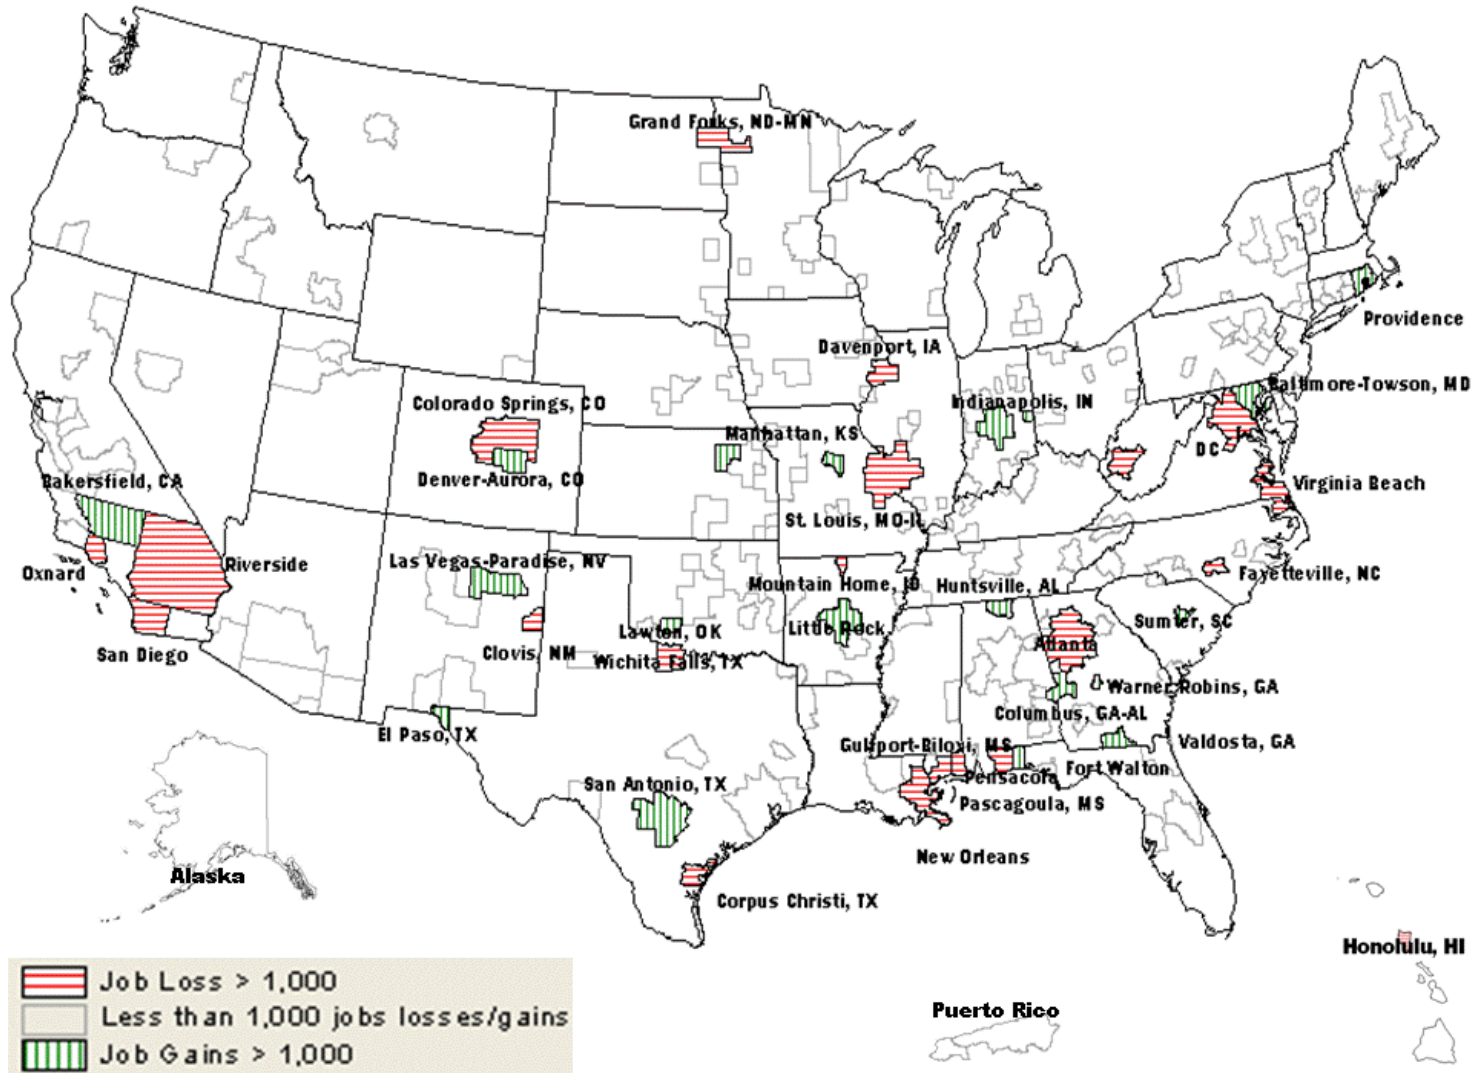 Grand Forks, ND-MN
Providence
Davenport, IA
Baltimore-Towson, MD
Colorado Springs, CO
Indianapolis, IN
Manhattan, KS
DC
Denver-Aurora, CO
Bakersfield, CA
Virginia Beach
St. Louis, MO-IL
Las Vegas-Paradise, NV
Riverside
Oxnard
Fayetteville, NC
Mountain Home, ID
Huntsville, AL
Sumter, SC
Lawton, OK
Little Rock
Atlanta
San Diego
Clovis, NM
Wichita Falls, TX
Warner Robins, GA
Columbus, GA-AL
El Paso, TX
Valdosta, GA
Gulfport-Biloxi, MS
Fort Walton
Pensacola
San Antonio, TX
Pascagoula, MS
New Orleans
Alaska
Corpus Christi, TX
Honolulu, HI
Puerto Rico
Job Loss > 1,000
Less than 1,000 jobs losses/gains
Job Gains > 1,000